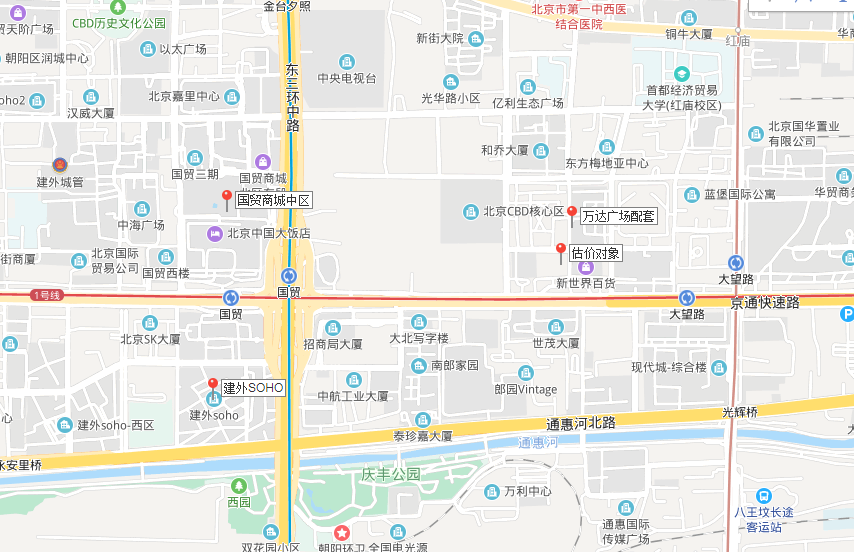 金台夕照
北京市第一中西医
结合医院
贸天阶广场
CBD历史文化公园
以太广场
新街大院
铜牛大厦
红庙
朝阳区润城中心
东三环中路
中央电视台
首都经济贸易
大学(红庙校区)
soho2
汉威大厦
北京嘉里中心
光华路小区
亿利生态广场
北京国华置业
有限公司
和乔大厦
东方梅地亚中心
国贸三期
国贸商城
建外城管
蓝堡国际公寓
华贸商
国贸商城中区
中海广场
北京CBD核心区
万达广场配套
北京中国大饭店
估价对象
街商厦
北京国际
贸易公司
国贸西楼
新世界百货
大望路
国贸
1号线
国贸
大望路
京通快速路
北京SK大厦
招商局大厦
大北写字楼
世茂大厦
南郎家园
现代城-综合楼
建外SOHO
中航工业大厦
郎园Vintage
建外soho
建外soho-西区
泰珍嘉大厦
通惠河北路
光辉桥
永安里桥
通惠河
庆丰公园
西园
万利中心
八王坟长途
客运站
通惠国际
传媒广场
双花园小区
朝阳环卫
全国电光源